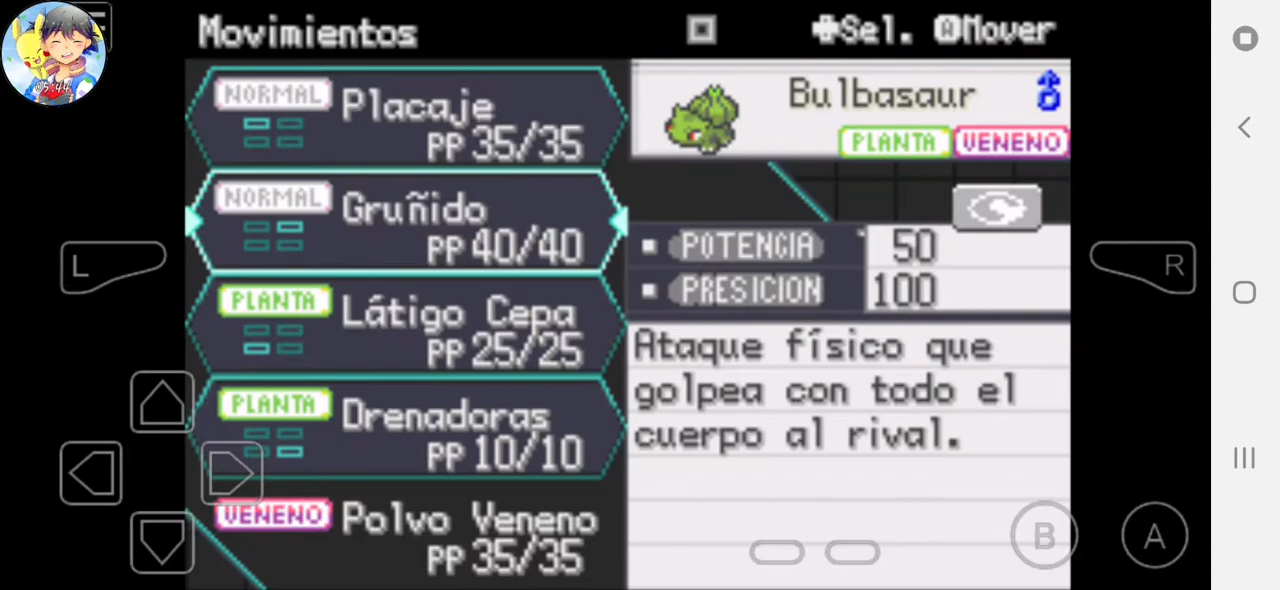 05:44
Movimientos
Sel. A Mover
NORMAL Placaje
PP 35/35
NORMAL Gruñido
PP 40/40
PLANTA Látigo Cepa
PP 25/25
PLANTA Drenadoras
PP 10/10
VENENO Polvo Veneno
PP 35/35
Bulbasaur ♂
PLANTA VENENO
POTENCIA 50
PRESICION 100
Ataque físico que
golpea con todo el
cuerpo al rival.
L
R
B
A